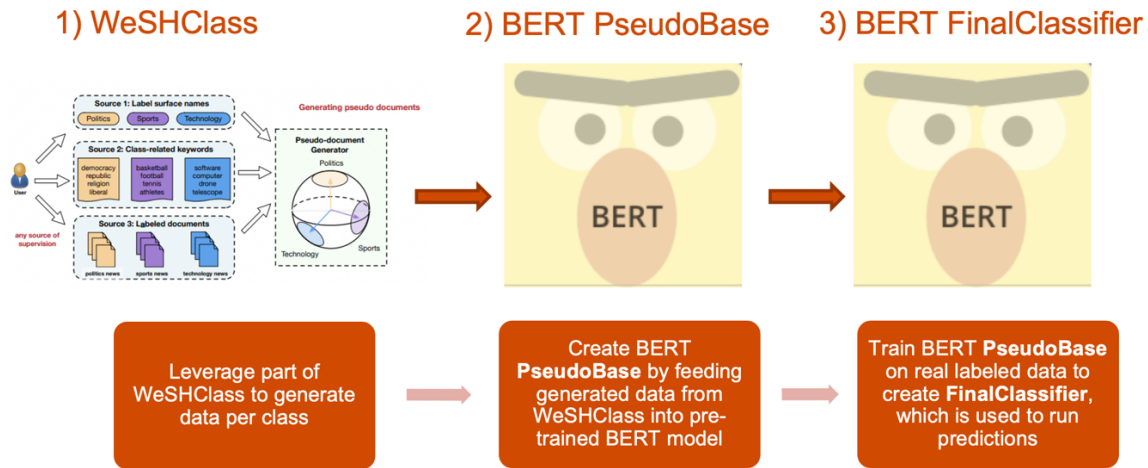 1) WeSHClass
2) BERT PseudoBase
3) BERT FinalClassifier
Source 1: Label surface names
Politics
Sports
Technology
Source 2: Class-related keywords
democracy
republic
religion
liberal
basketball
football
tennis
athletes
software
computer
drone
telescope
Source 3: Labeled documents
politics news
sports news
technology news
User
any source of
supervision
Generating pseudo documents
Pseudo-document
Generator
Politics
Sports
Technology
BERT
BERT
Leverage part of
WeSHClass to generate
data per class
Create BERT
PseudoBase by feeding
generated data from
WeSHClass into pre-
trained BERT model
Train BERT PseudoBase
on real labeled data to
create FinalClassifier,
which is used to run
predictions